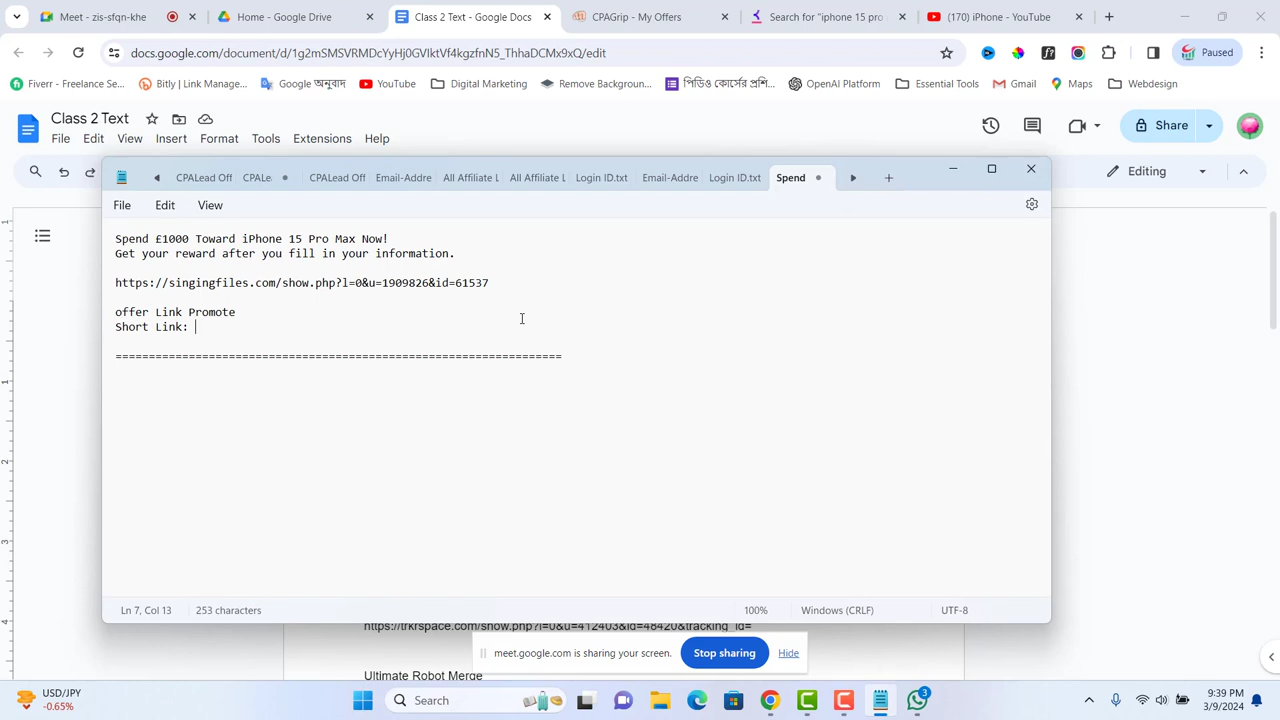 Meet - zis-sfqn-kme
Home - Google Drive
Class 2 Text - Google Docs
CPAGrip - My Offers
Search for "iphone 15 pro
(170) iPhone - YouTube
docs.google.com/document/d/1g2mSMSVRMDcYyHj0GVIktVf4kgzfnN5_ThhaDCMx9xQ/edit
Paused
Fiverr - Freelance Se...
Bitly | Link Manage...
Google অনুবাদ
YouTube
Digital Marketing
Remove Backgroun...
পিডিও কোর্সের প্রশি...
OpenAI Platform
Essential Tools
Gmail
Maps
Webdesign
Class 2 Text
File Edit View Insert Format Tools Extensions Help
Share
Editing
CPALead Off
CPALe
CPALead Off
Email-Addre
All Affiliate L
All Affiliate L
Login ID.txt
Email-Addre
Login ID.txt
Spend
File Edit View
Spend £1000 Toward iPhone 15 Pro Max Now!
Get your reward after you fill in your information.
https://singingfiles.com/show.php?l=0&u=1909826&id=61537
offer Link Promote
Short Link:
===================================================================
Ln 7, Col 13
253 characters
100%
Windows (CRLF)
UTF-8
https://trkrspace.com/show.php?l=0&u=412403&id=48420&tracking_id=
meet.google.com is sharing your screen.
Stop sharing
Hide
Ultimate Robot Merge
USD/JPY
-0.65%
Search
3
9:39 PM
3/9/2024